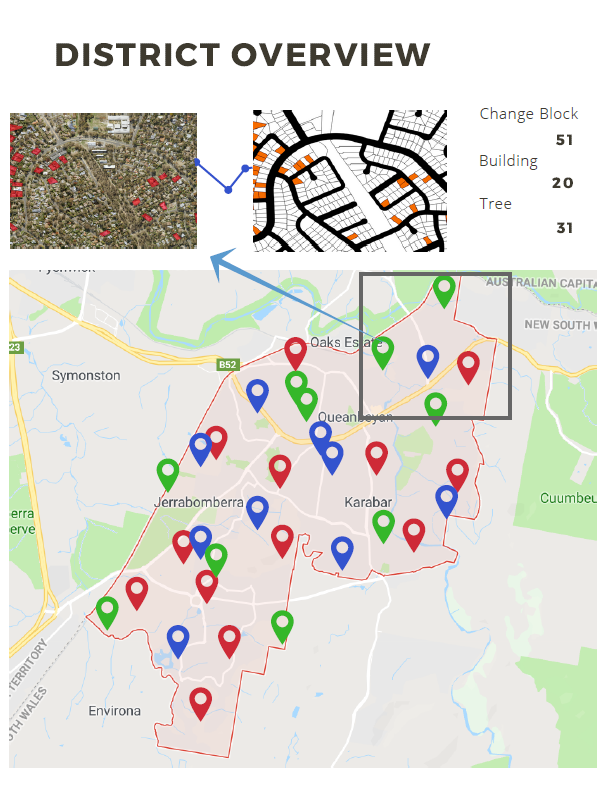 DISTRICT OVERVIEW
Change Block
51
Building
20
Tree
31
AUSTRALIAN CAPITA
NEW SOUTH W
Oaks Estate
23
B52
Symonston
Queanbeyan
Jerrabomberra
Karabar
Cuumbeu
erra
erve
TERRITORY
TH WALES
Environa